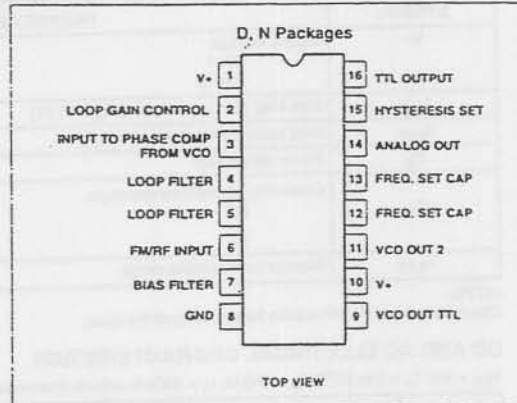 D, N Packages
V+ 1
LOOP GAIN CONTROL 2
INPUT TO PHASE COMP
FROM VCO 3
LOOP FILTER 4
LOOP FILTER 5
FM/RF INPUT 6
BIAS FILTER 7
GND 8
16 TTL OUTPUT
15 HYSTERESIS SET
14 ANALOG OUT
13 FREQ. SET CAP
12 FREQ. SET CAP
11 VCO OUT 2
10 V+
9 VCO OUT TTL
TOP VIEW